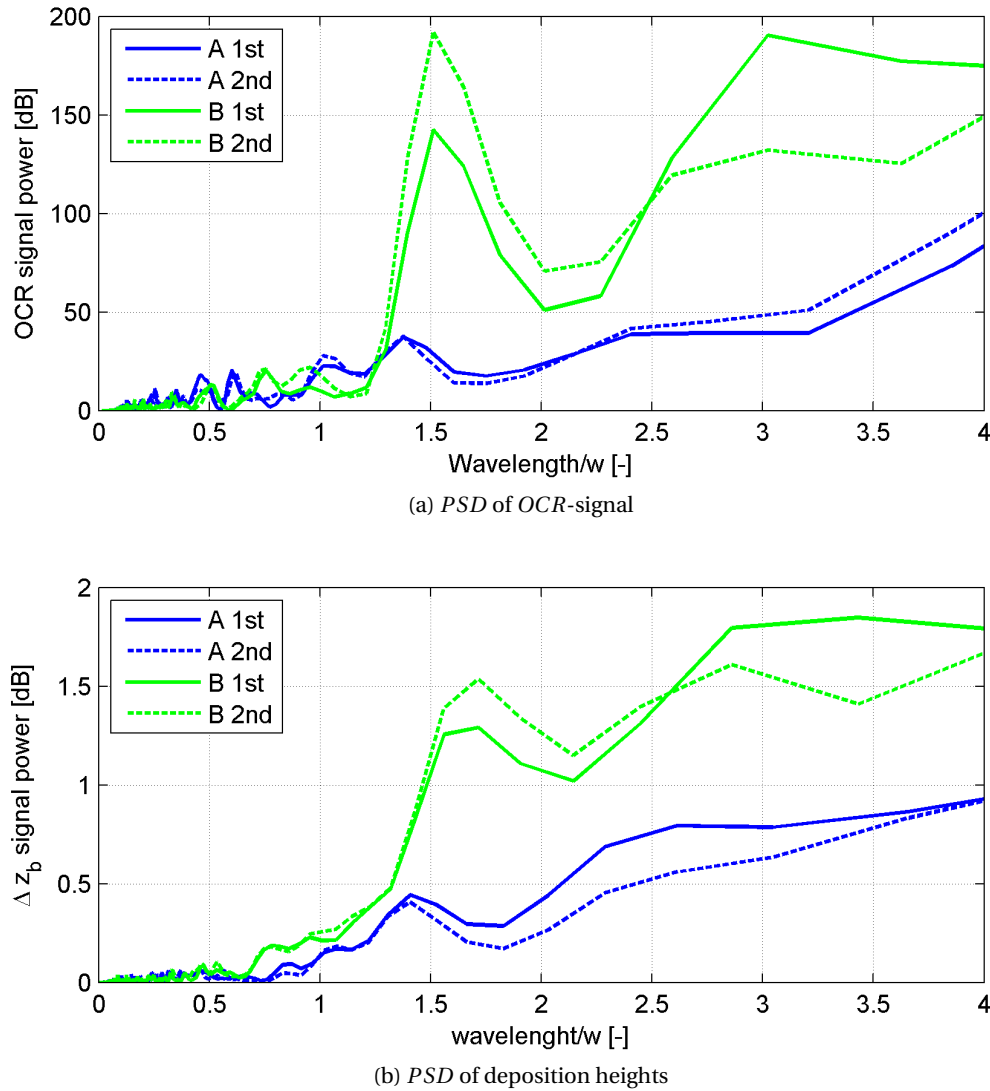 OCR signal power [dB]
200
150
100
50
0
A 1st
A 2nd
B 1st
B 2nd
0 0.5 1 1.5 2 2.5 3 3.5 4
Wavelength/w [-]
(a) PSD of OCR-signal
Δ z_b signal power [dB]
2
1.5
1
0.5
0
A 1st
A 2nd
B 1st
B 2nd
0 0.5 1 1.5 2 2.5 3 3.5 4
wavelenght/w [-]
(b) PSD of deposition heights